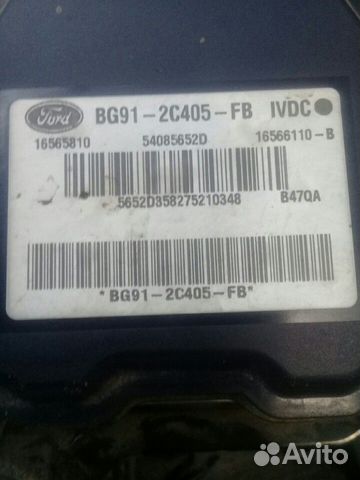 Ford BG91-2C405-FB IVDC
16565810 54085652D 16566110-B
5652D358275210348 B47QA
*BG91-2C405-FB*
Avito